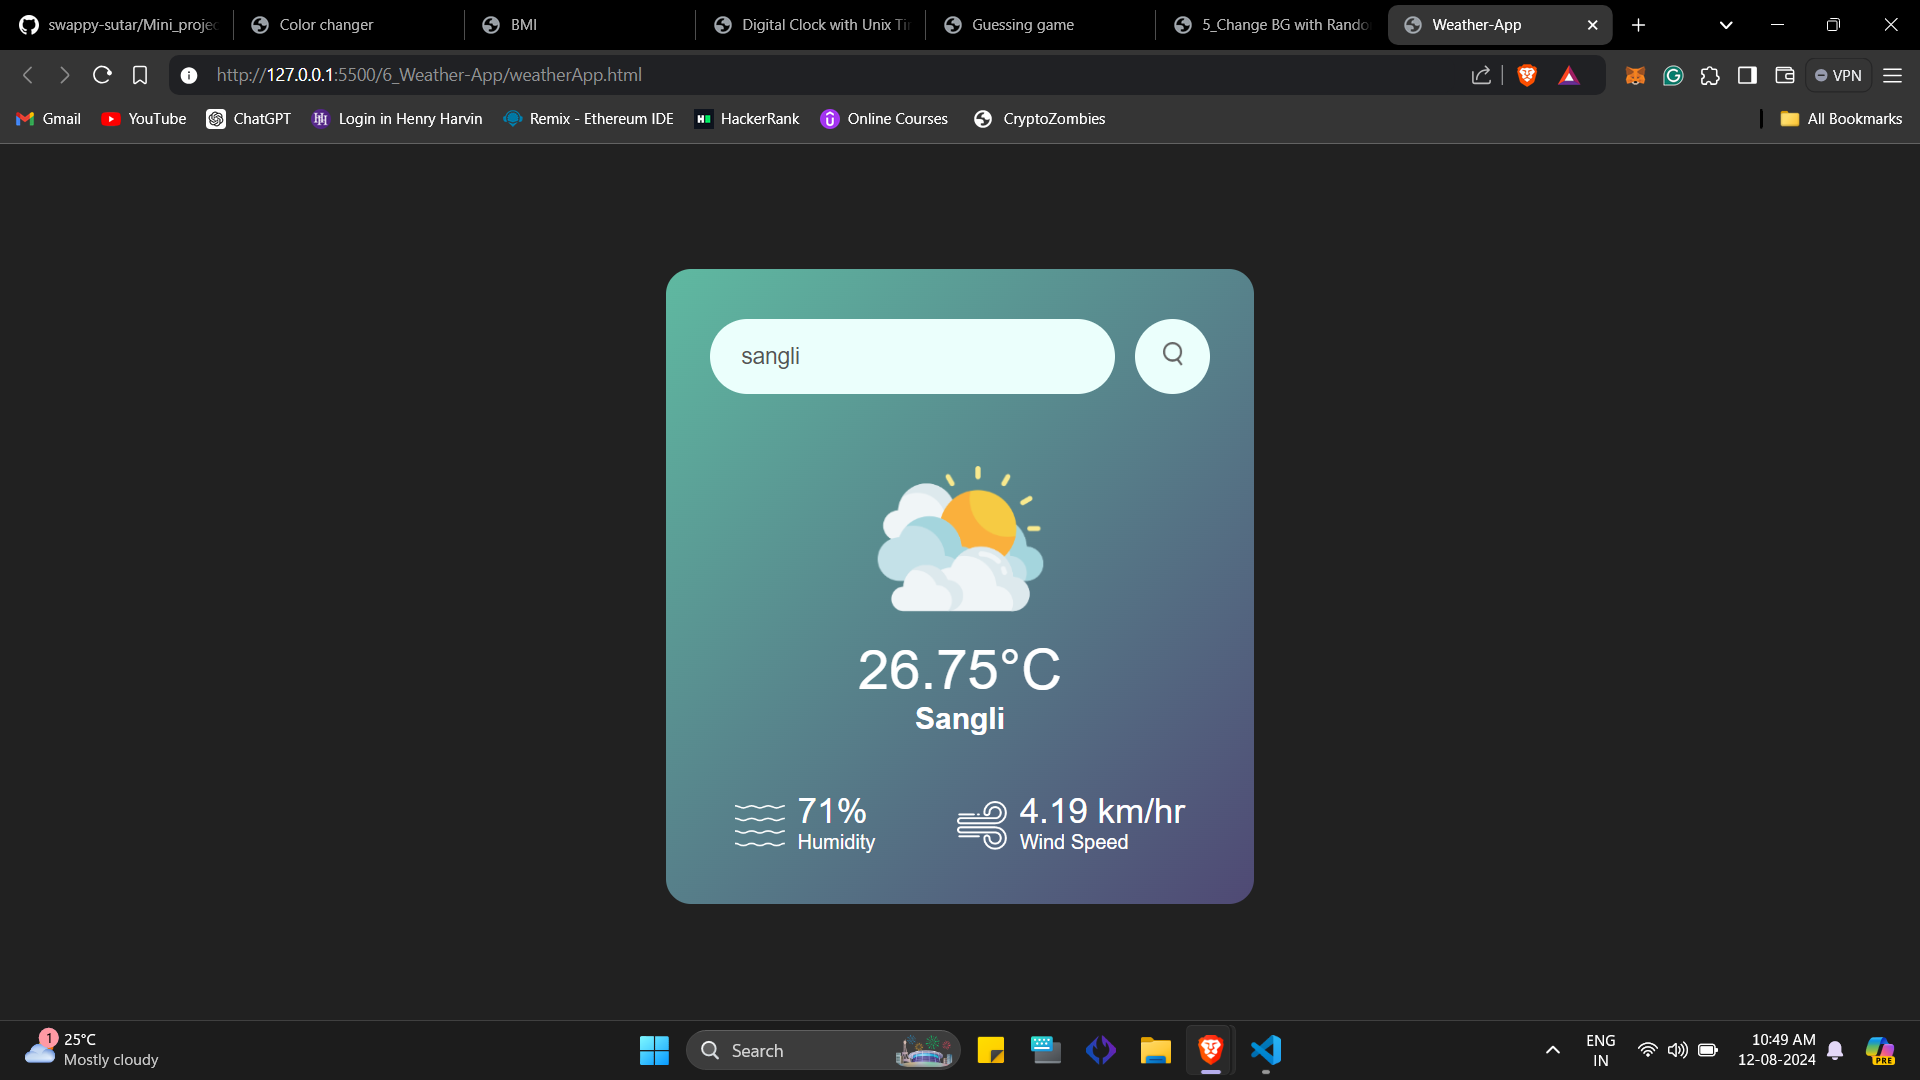 swappy-sutar/Mini_projec
Color changer
BMI
Digital Clock with Unix Ti
Guessing game
5_Change BG with Rando
Weather-App
http://127.0.0.1:5500/6_Weather-App/weatherApp.html
VPN
Gmail
YouTube
ChatGPT
Login in Henry Harvin
Remix - Ethereum IDE
HackerRank
Online Courses
CryptoZombies
All Bookmarks
sangli
26.75°C
Sangli
71%
Humidity
4.19 km/hr
Wind Speed
1
25°C
Mostly cloudy
Search
ENG
IN
10:49 AM
12-08-2024
PRE